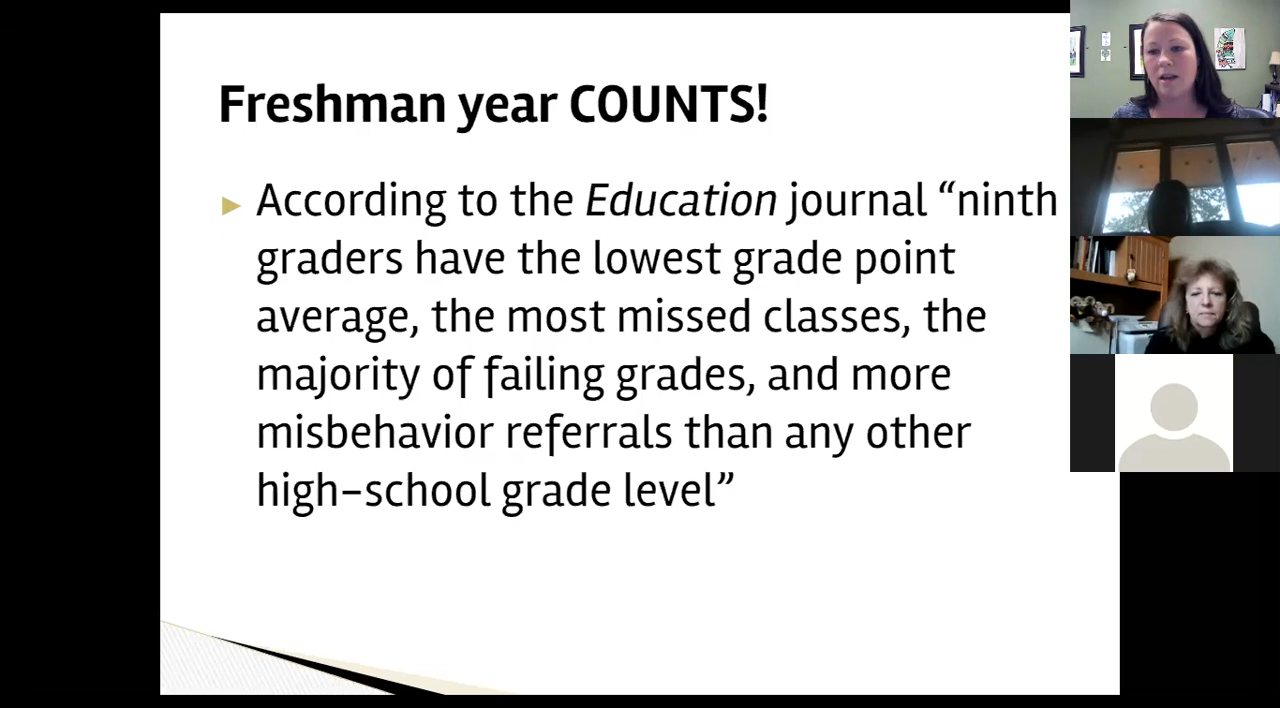 Freshman year COUNTS!
According to the Education journal “ninth
graders have the lowest grade point
average, the most missed classes, the
majority of failing grades, and more
misbehavior referrals than any other
high-school grade level”